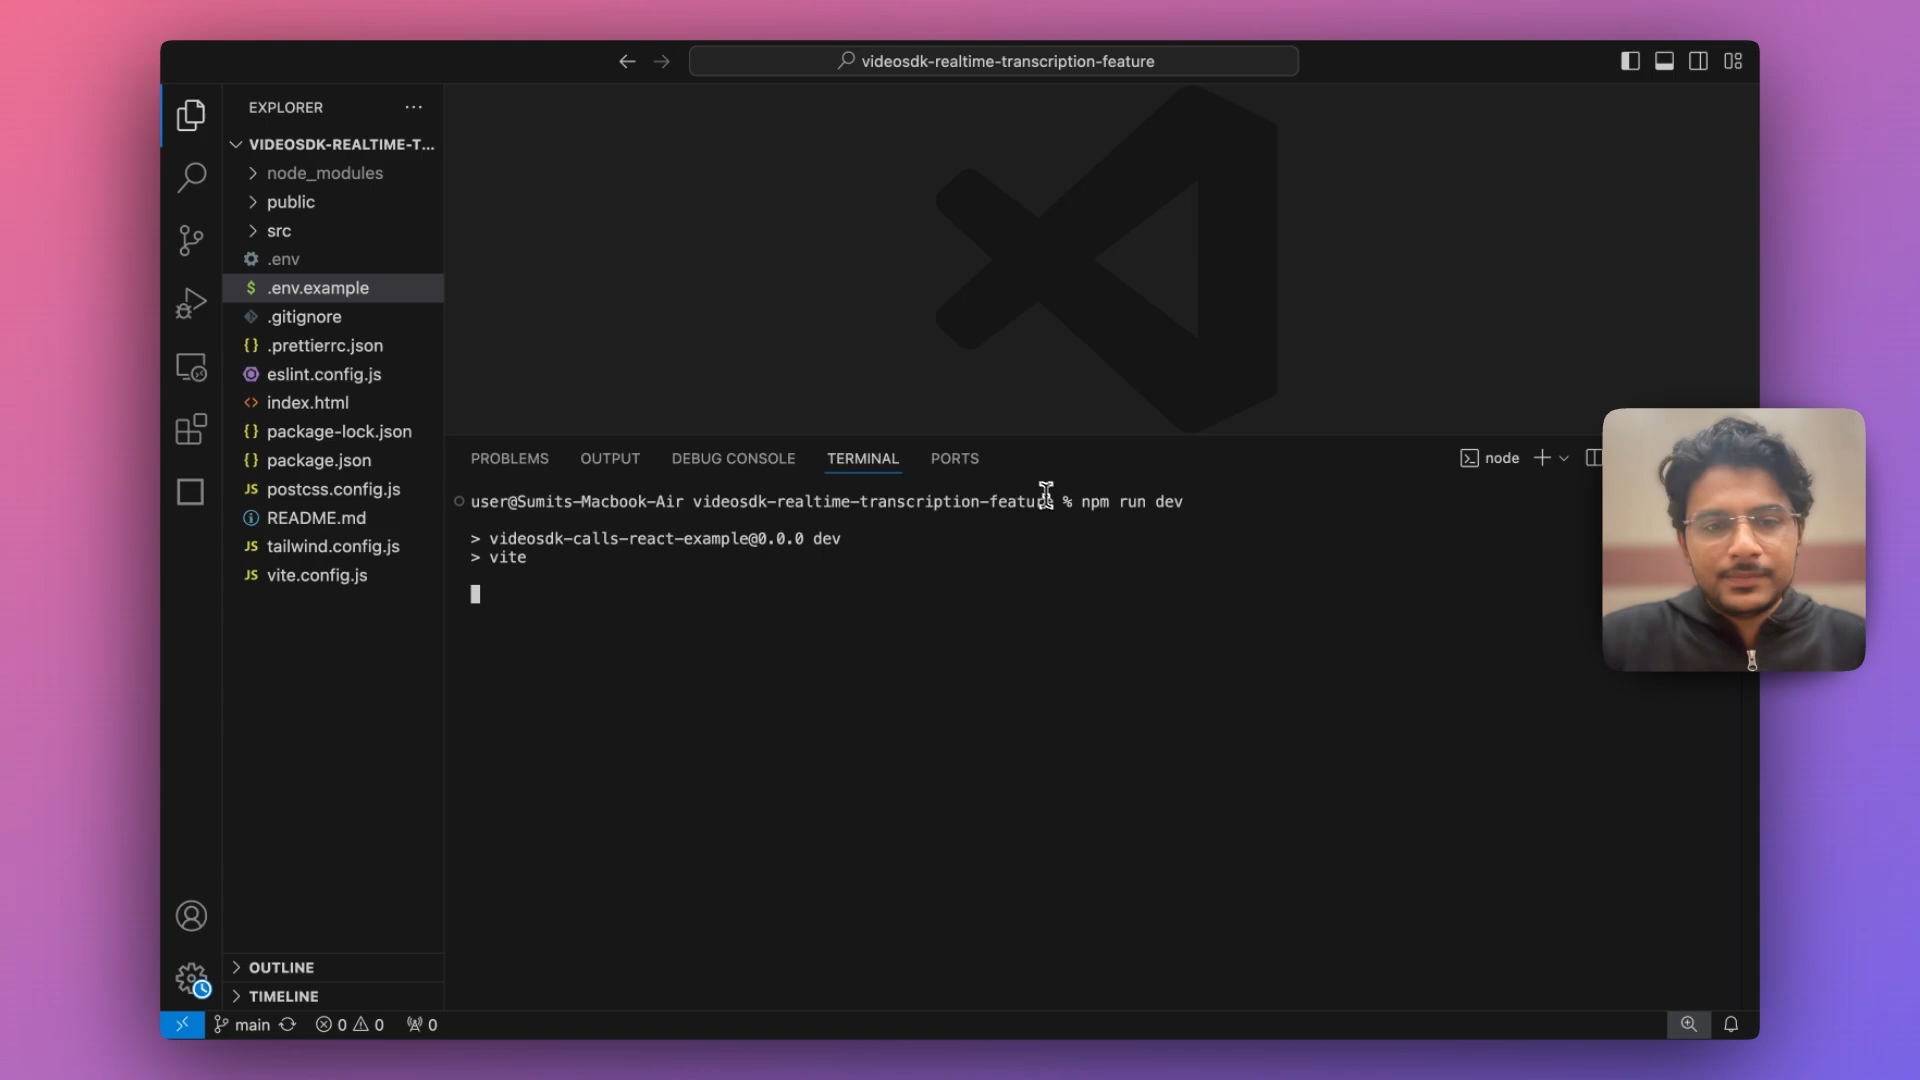 videosdk-realtime-transcription-feature
EXPLORER
VIDEOSDK-REALTIME-T...
node_modules
public
src
.env
$ .env.example
.gitignore
{} .prettierrc.json
eslint.config.js
<> index.html
{} package-lock.json
{} package.json
JS postcss.config.js
README.md
JS tailwind.config.js
JS vite.config.js
OUTLINE
TIMELINE
PROBLEMS OUTPUT DEBUG CONSOLE TERMINAL PORTS
node
user@Sumits-Macbook-Air videosdk-realtime-transcription-feature % npm run dev
> videosdk-calls-react-example@0.0.0 dev
> vite
main 0 0 0